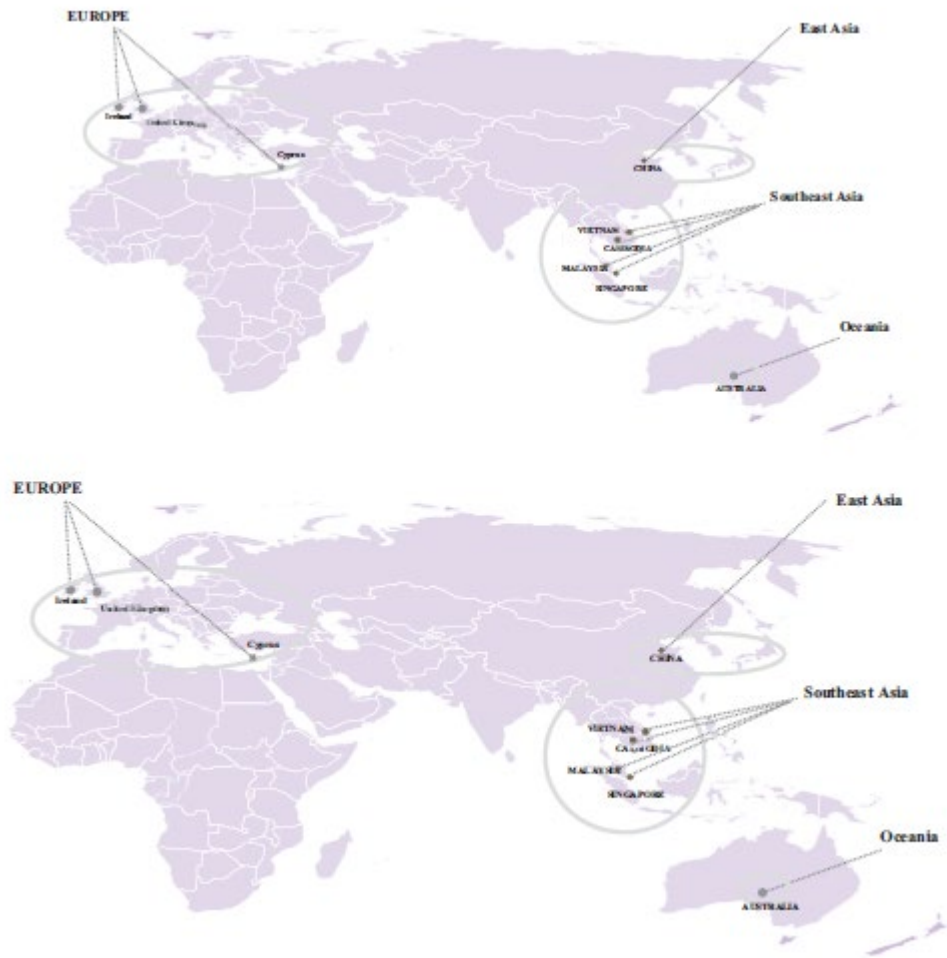 EUROPE
East Asia
Ireland
Cyprus
CHINA
Southeast Asia
VIETNAM
MALAYSIA
SINGAPORE
Oceania
AUSTRALIA
EUROPE
East Asia
Ireland
United Kingdom
Cyprus
CHINA
Southeast Asia
VIETNAM
MALAYSIA
SINGAPORE
Oceania
AUSTRALIA